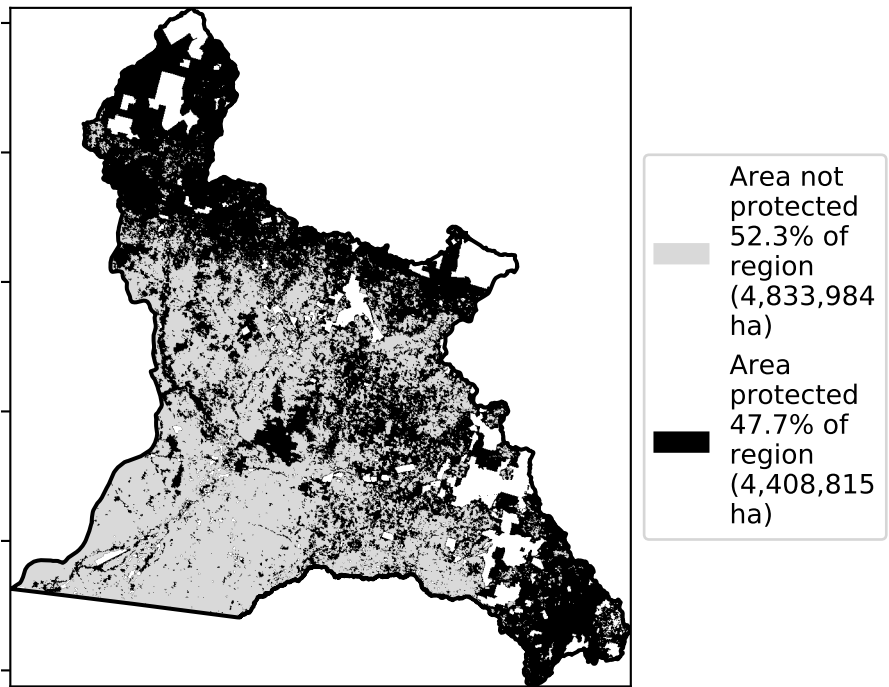 Area not
protected
52.3% of
region
(4,833,984
ha)
Area
protected
47.7% of
region
(4,408,815
ha)